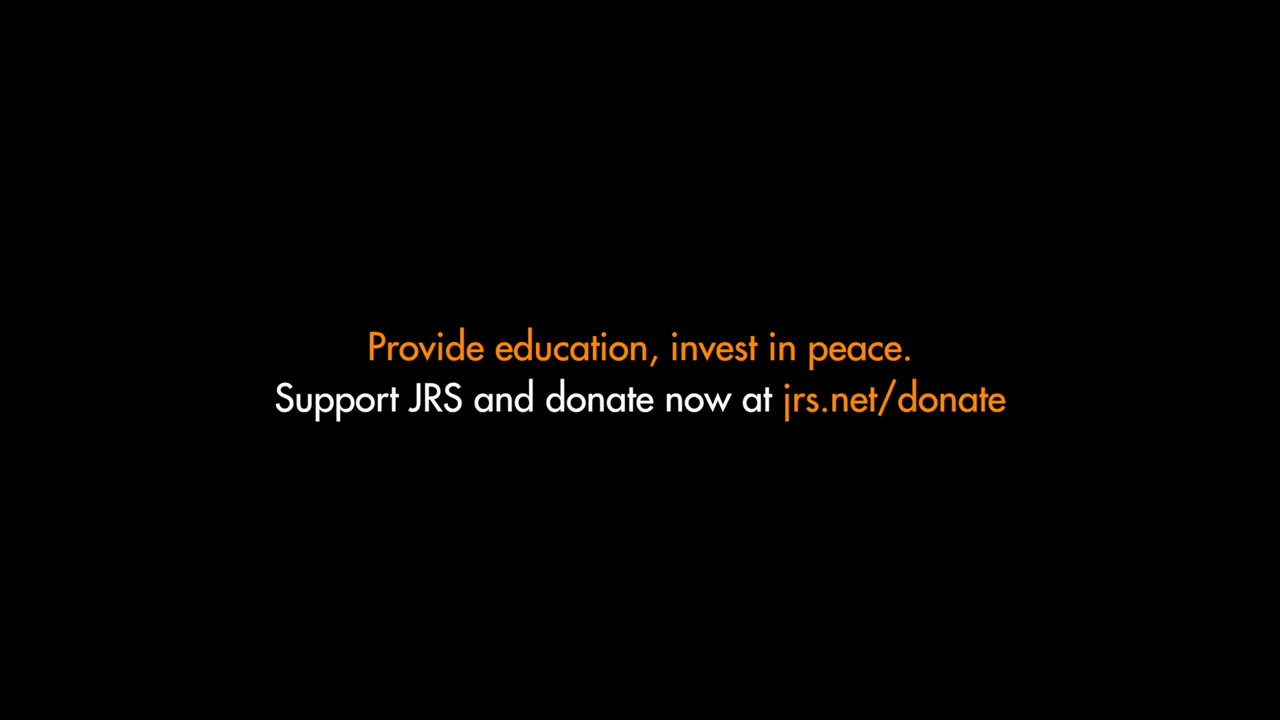 Provide education, invest in peace.
Support JRS and donate now at jrs.net/donate